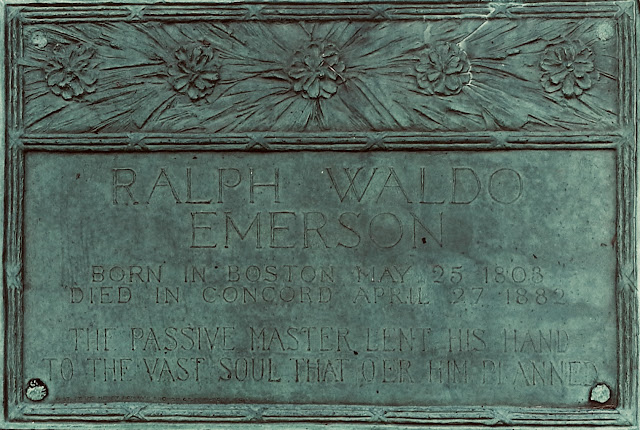 RALPH WALDO
EMERSON
BORN IN BOSTON MAY 25 1803
DIED IN CONCORD APRIL 27 1882
THE PASSIVE MASTER LENT HIS HAND
TO THE VAST SOUL THAT O'ER HIM PLANNED